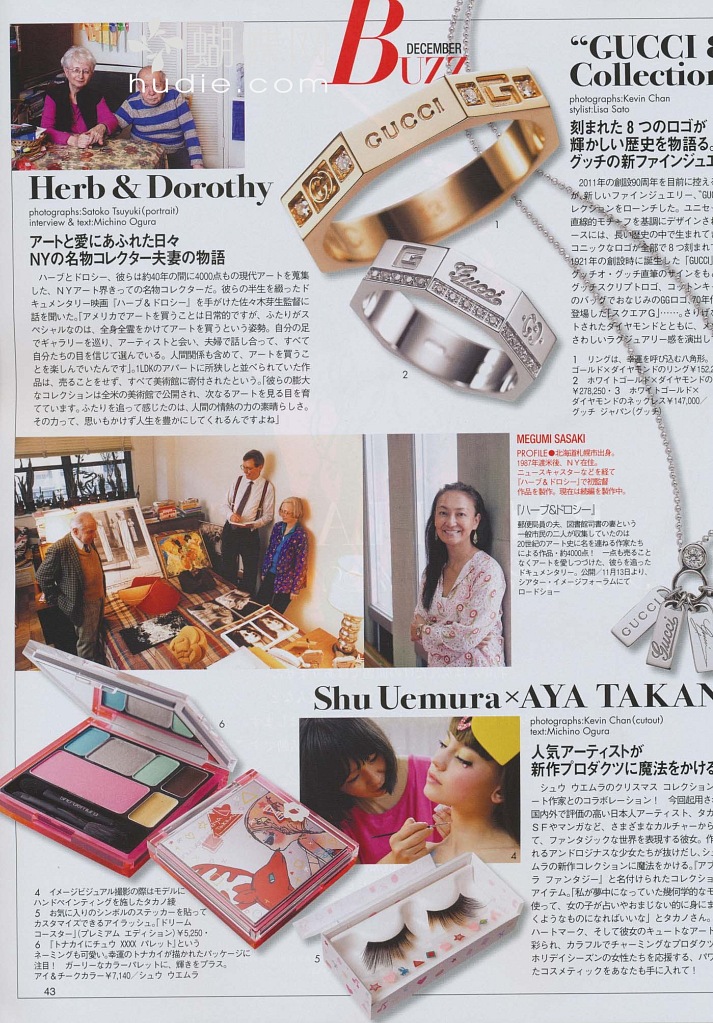 蝴
hudie.com
DECEMBER
BUZZ
Herb & Dorothy
photographs:Satoko Tsuyuki(portrait)
interview & text:Michino Ogura
アートと愛にあふれた日々
NYの名物コレクター夫妻の物語
ハーブとドロシー、彼らは約40年の間に4000点もの現代アートを蒐
集した、NYアート界きっての名物コレクターだ。彼らの半生を綴ったド
キュメンタリー映画『ハーブ&ドロシー』を手がけた佐々木芽生監督に
話を聞いた。「アメリカでアートを買うことは日常的ですが、ふたりがス
ペシャルなのは、全身全霊をかけてアートを買うという姿勢。自分の足
でギャラリーを巡り、アーティストと会い、夫婦で話し合って、すべて
自分たちの目を信じて選んでいる。人間関係も含めて、アートを買うこ
とを楽しんでいたんです」。1LDKのアパートに所狭しと並べられていた作
品は、売ることをせず、すべて美術館に寄付されたという。「彼らの膨大
なコレクションは全米の美術館で公開され、次なるアートを見る目を育
てています。ふたりを追って感じたのは、人間の情熱の力の素晴らしさ。
その力って、思いもかけず人生を豊かにしてくれるんですよね」
"GUCCI &
Collection
photographs:Kevin Chan
stylist:Lisa Sato
刻まれた8つのロゴが
輝かしい歴史を物語る。
グッチの新ファインジュエ
2011年の創設90周年を目前に控え
が、新しいファインジュエリー、"GUC
レクションをローンチした。ユニセッ
直線的モチーフを基調にデザインされ
ースには、長い歴史の中で生まれてい
コニックなロゴが全部で8つ刻まれて
1921年の創設時に誕生した「GUCCI」
グッチオ・グッチ直筆のサインをもと
グッチスクリプトロゴ、コットンキャ
のバッグでおなじみのGGロゴ、90年代
登場した「スクエアG」……。さりげな
トされたダイヤモンドとともに、メゾ
さわしいラグジュアリー感を演出して
1 リングは、幸運を呼び込む八角形。
ゴールド×ダイヤモンドのリング¥152,2
2 ホワイトゴールド×ダイヤモンドの
¥278,250・3 ホワイトゴールド×
ダイヤモンドのネックレス¥147,000/
グッチ ジャパン(グッチ)
GUCCI
G
1
G
Gucci
2
GUCCI
Gucci
MEGUMI SASAKI
PROFILE●北海道札幌市出身。
1987年渡米後、NY在住。
ニュースキャスターなどを経て
『ハーブ&ドロシー』で初監督
作品を製作。現在は続編を製作中。
『ハーブ&ドロシー』
郵便局員の夫、図書館司書の妻という
一般市民の二人が収集していたのは
20世紀のアート史に名を連ねる作家たち
による作品・約4000点! 一点も売ること
なくアートを愛しつづけた、彼らを追った
ドキュメンタリー。公開/11月13日より、
シアター・イメージフォーラムにて
ロードショー
Shu Uemura×AYA TAKAN
photographs:Kevin Chan(cutout)
text:Michino Ogura
人気アーティストが
新作プロダクツに魔法をかける
シュウ ウエムラのクリスマス コレクション
ート作家とのコラボレーション! 今回起用さ
国内外で評価の高い日本人アーティスト、タカ
SFやマンガなど、さまざまなカルチャーから
て、ファンタジックな世界を表現する彼女。作
れるアンドロジナスな少女たちが抜けだし、シュ
ムラの新作コレクションに魔法をかける。『アフ
ラ ファンタジー』と名付けられたコレクション
アイテム。「私が夢中になっていた幾何学的なモ
使って、女の子が占いやおまじない的に身にま
くようなものになればいいな」とタカノさん。
ハートマーク、そして彼女のキュートなアート
彩られ、カラフルでチャーミングなプロダクツ
ホリデイシーズンの女性たちを応援する、パワ
たコスメティックをあなたも手に入れて!
6
shu uemura
4
5
4 イメージビジュアル撮影の際はモデルに
ハンドペインティングを施したタカノ綾
5 お気に入りのシンボルのステッカーを貼って
カスタマイズできるアイラッシュ。『ドリーム
コースター』(プレミアム エディション)¥5,250・
6 『トナカイにチュウ XXXX パレット』という
ネーミングも可愛い。幸運のトナカイが描かれたパッケージに
注目! ガーリーなカラーパレットに、輝きをプラス。
アイ&チークカラー¥7,140/シュウ ウエムラ
43